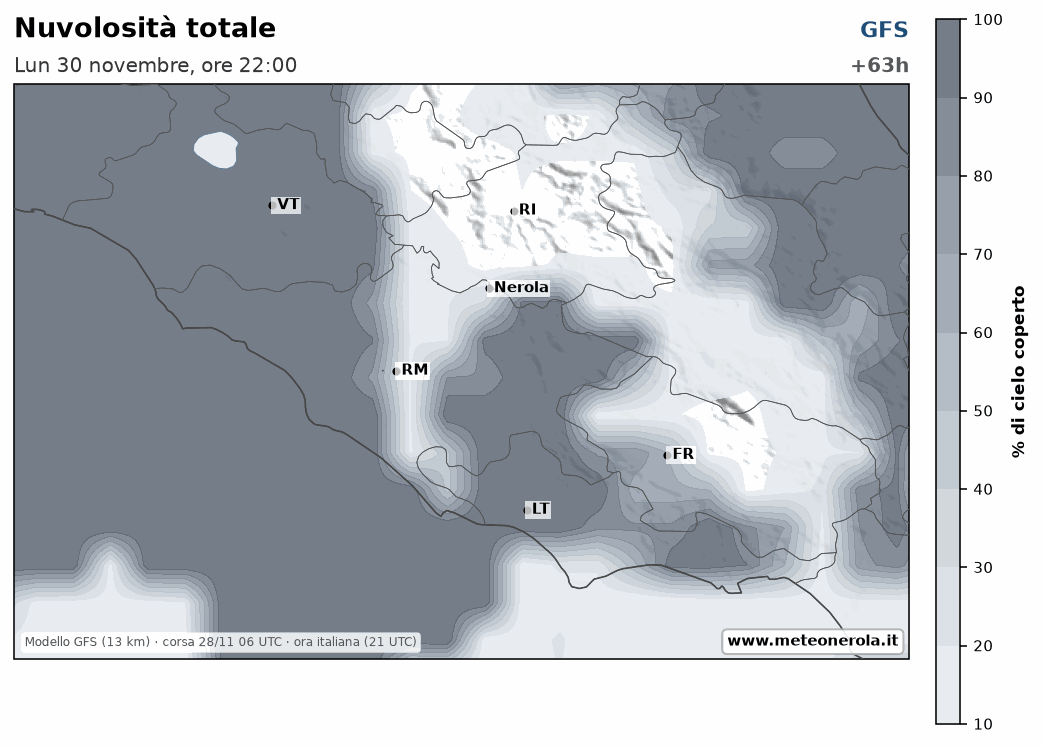 Nuvolosità totale
GFS
Lun 30 novembre, ore 22:00
+63h
VT
RI
Nerola
RM
FR
LT
Modello GFS (13 km) · corsa 28/11 06 UTC · ora italiana (21 UTC)
www.meteonerola.it
100
90
80
70
60
50
40
30
20
10
% di cielo coperto